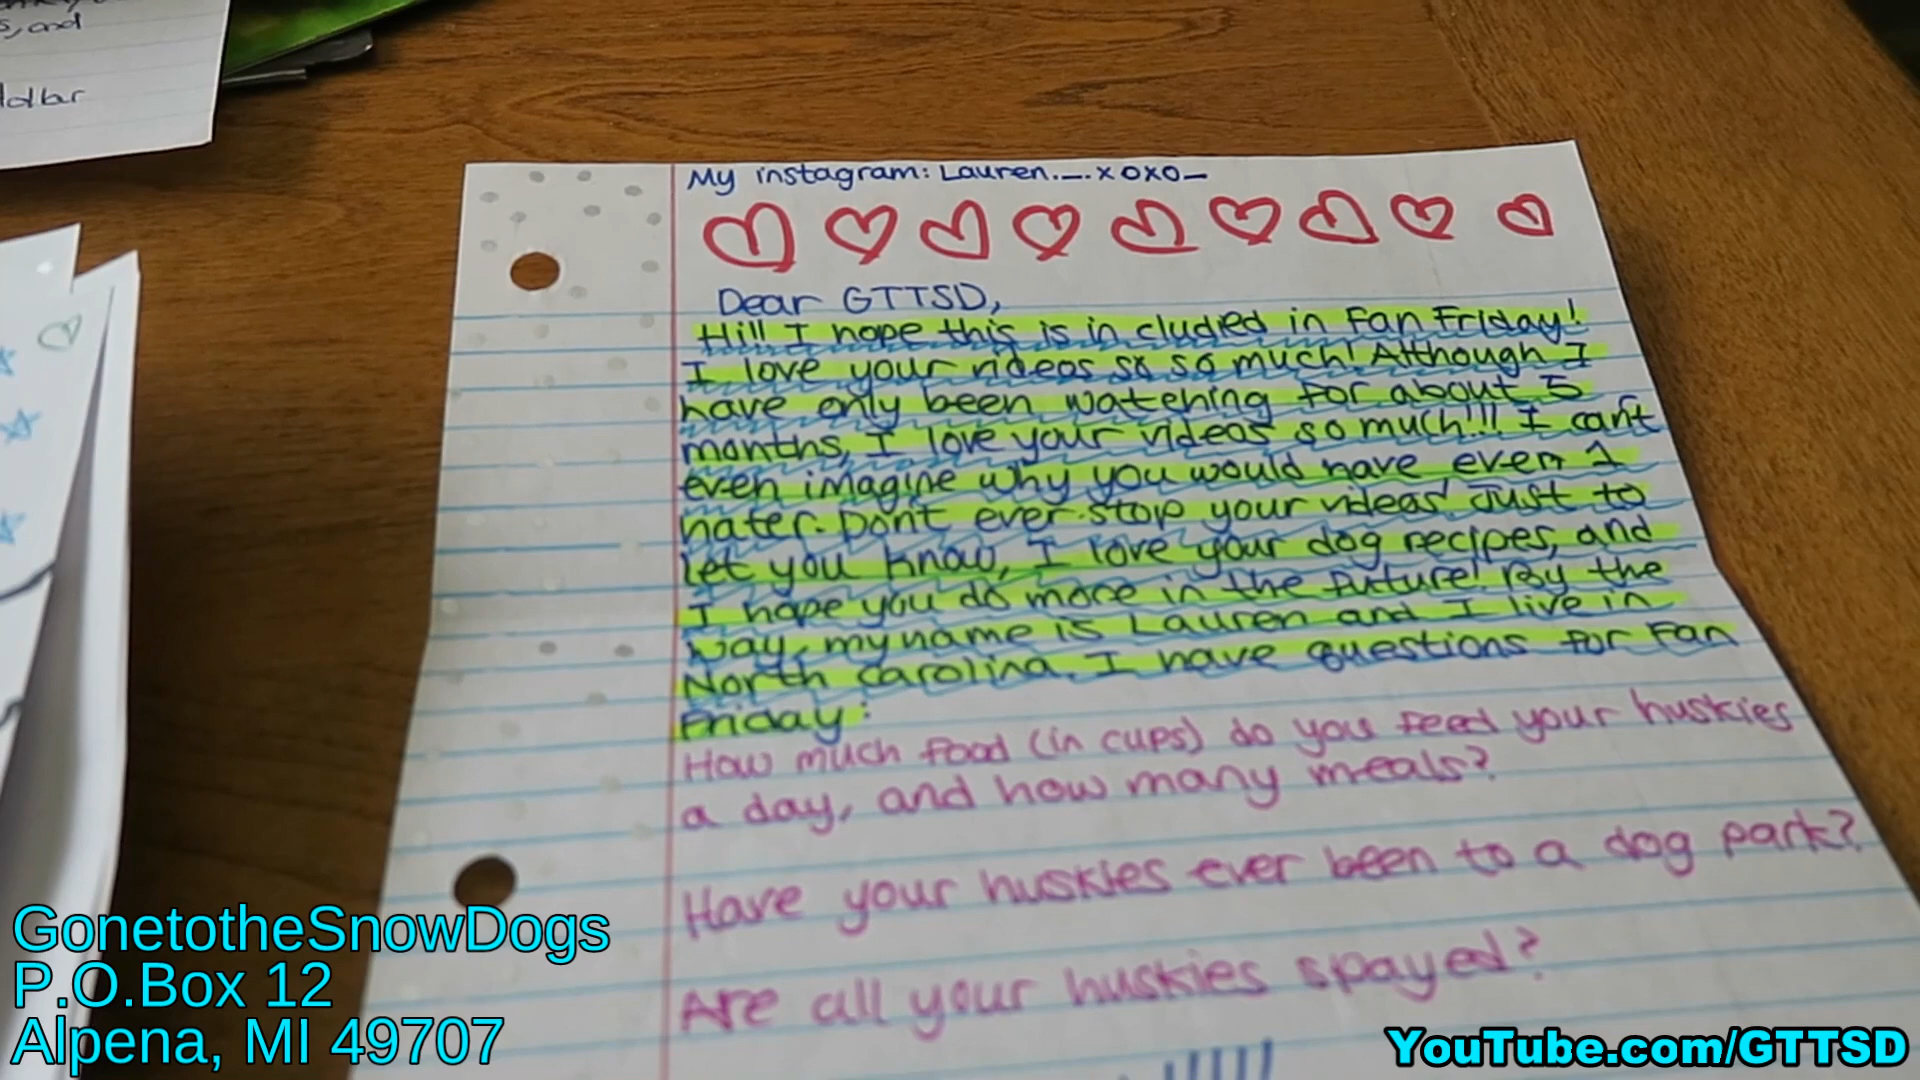 s, and
My instagram: Lauren._.xoxo_
Dear GTTSD,
Hi!! I hope this is in cluded in Fan Friday!
I love your videos so so much! Although I
have only been watching for about 5
months, I love your videos so much!!! I can't
even imagine why you would have even 1
hater. Don't ever stop your videos! Just to
let you know, I love your dog recipes, and
I hope you do more in the future! By the
way, my name is Lauren and I live in
North Carolina. I have questions for Fan
Friday:
How much food (in cups) do you feed your huskies
a day, and how many meals?
Have your huskies ever been to a dog park?
Are all your huskies spayed?
GonetotheSnowDogs
P.O.Box 12
Alpena, MI 49707
YouTube.com/GTTSD